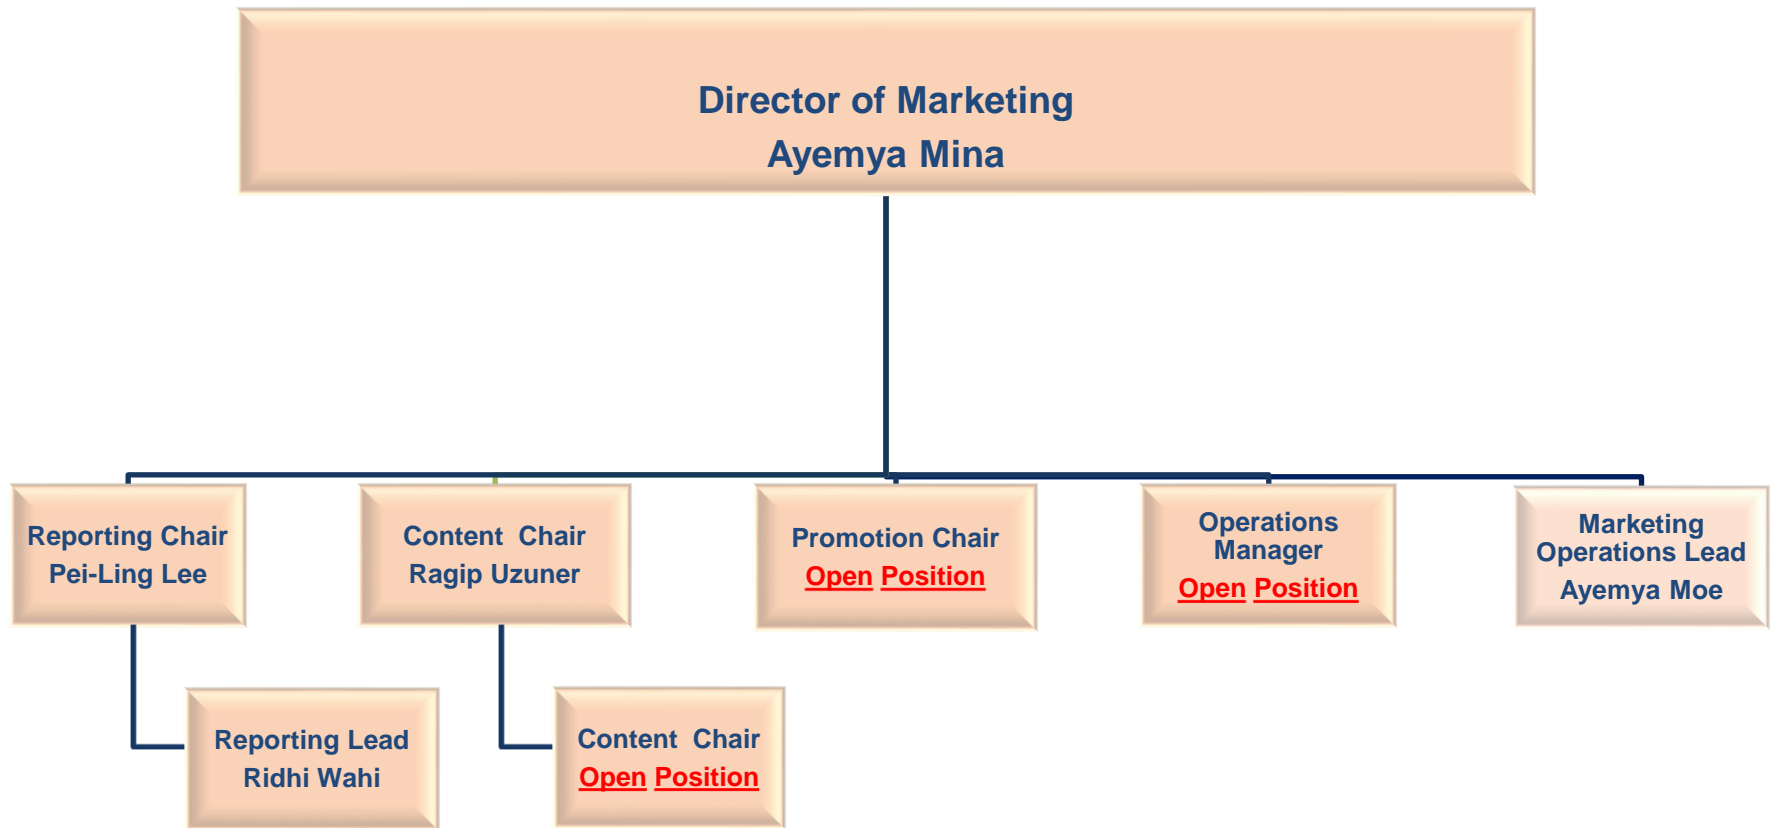 Director of Marketing
Ayemya Mina
Reporting Chair
Pei-Ling Lee
Content  Chair
Ragip Uzuner
Promotion Chair
Open Position
Operations
Manager
Open Position
Marketing
Operations Lead
Ayemya Moe
Reporting Lead
Ridhi Wahi
Content  Chair
Open Position